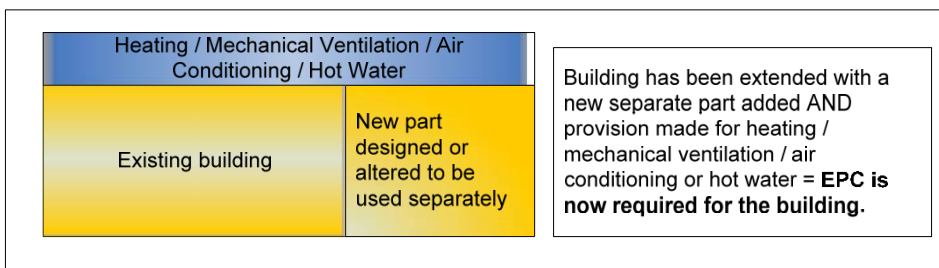 Heating / Mechanical Ventilation / Air
Conditioning / Hot Water
Existing building
New part
designed or
altered to be
used separately
Building has been extended with a
new separate part added AND
provision made for heating /
mechanical ventilation / air
conditioning or hot water = EPC is
now required for the building.